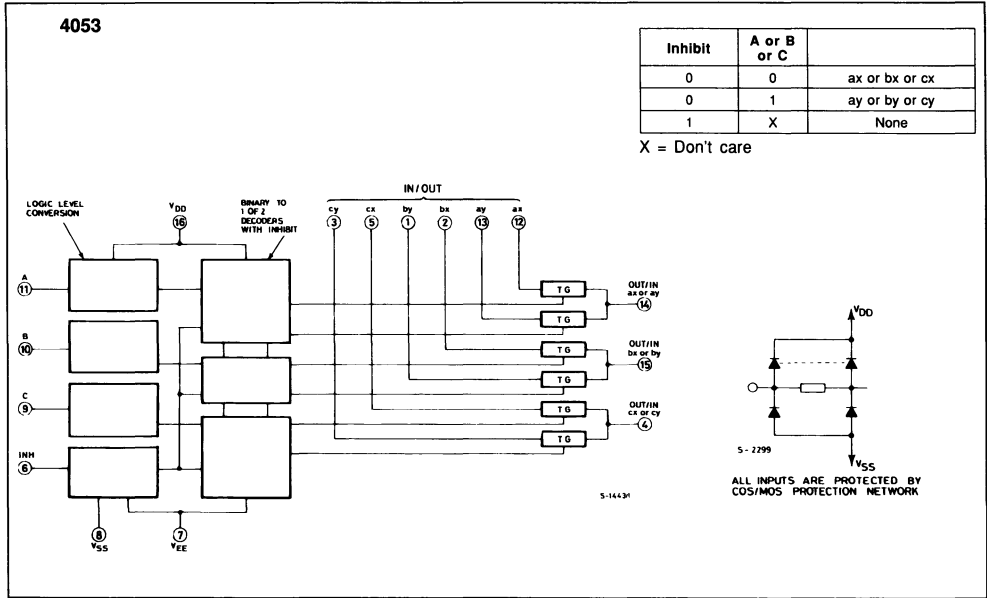 4053
Inhibit
A or B
or C
0
0
ax or bx or cx
0
1
ay or by or cy
1
X
None
X = Don't care
IN/OUT
LOGIC LEVEL
CONVERSION
VDD
16
BINARY TO
1 OF 2
DECODERS
WITH INHIBIT
cy
3
cx
5
by
1
bx
2
ay
13
ax
12
A
11
B
10
C
9
INH
6
TG
TG
TG
TG
TG
TG
OUT/IN
ax or ay
14
OUT/IN
bx or by
15
OUT/IN
cx or cy
4
8
VSS
7
VEE
VDD
S-2299
VSS
ALL INPUTS ARE PROTECTED BY
COS/MOS PROTECTION NETWORK